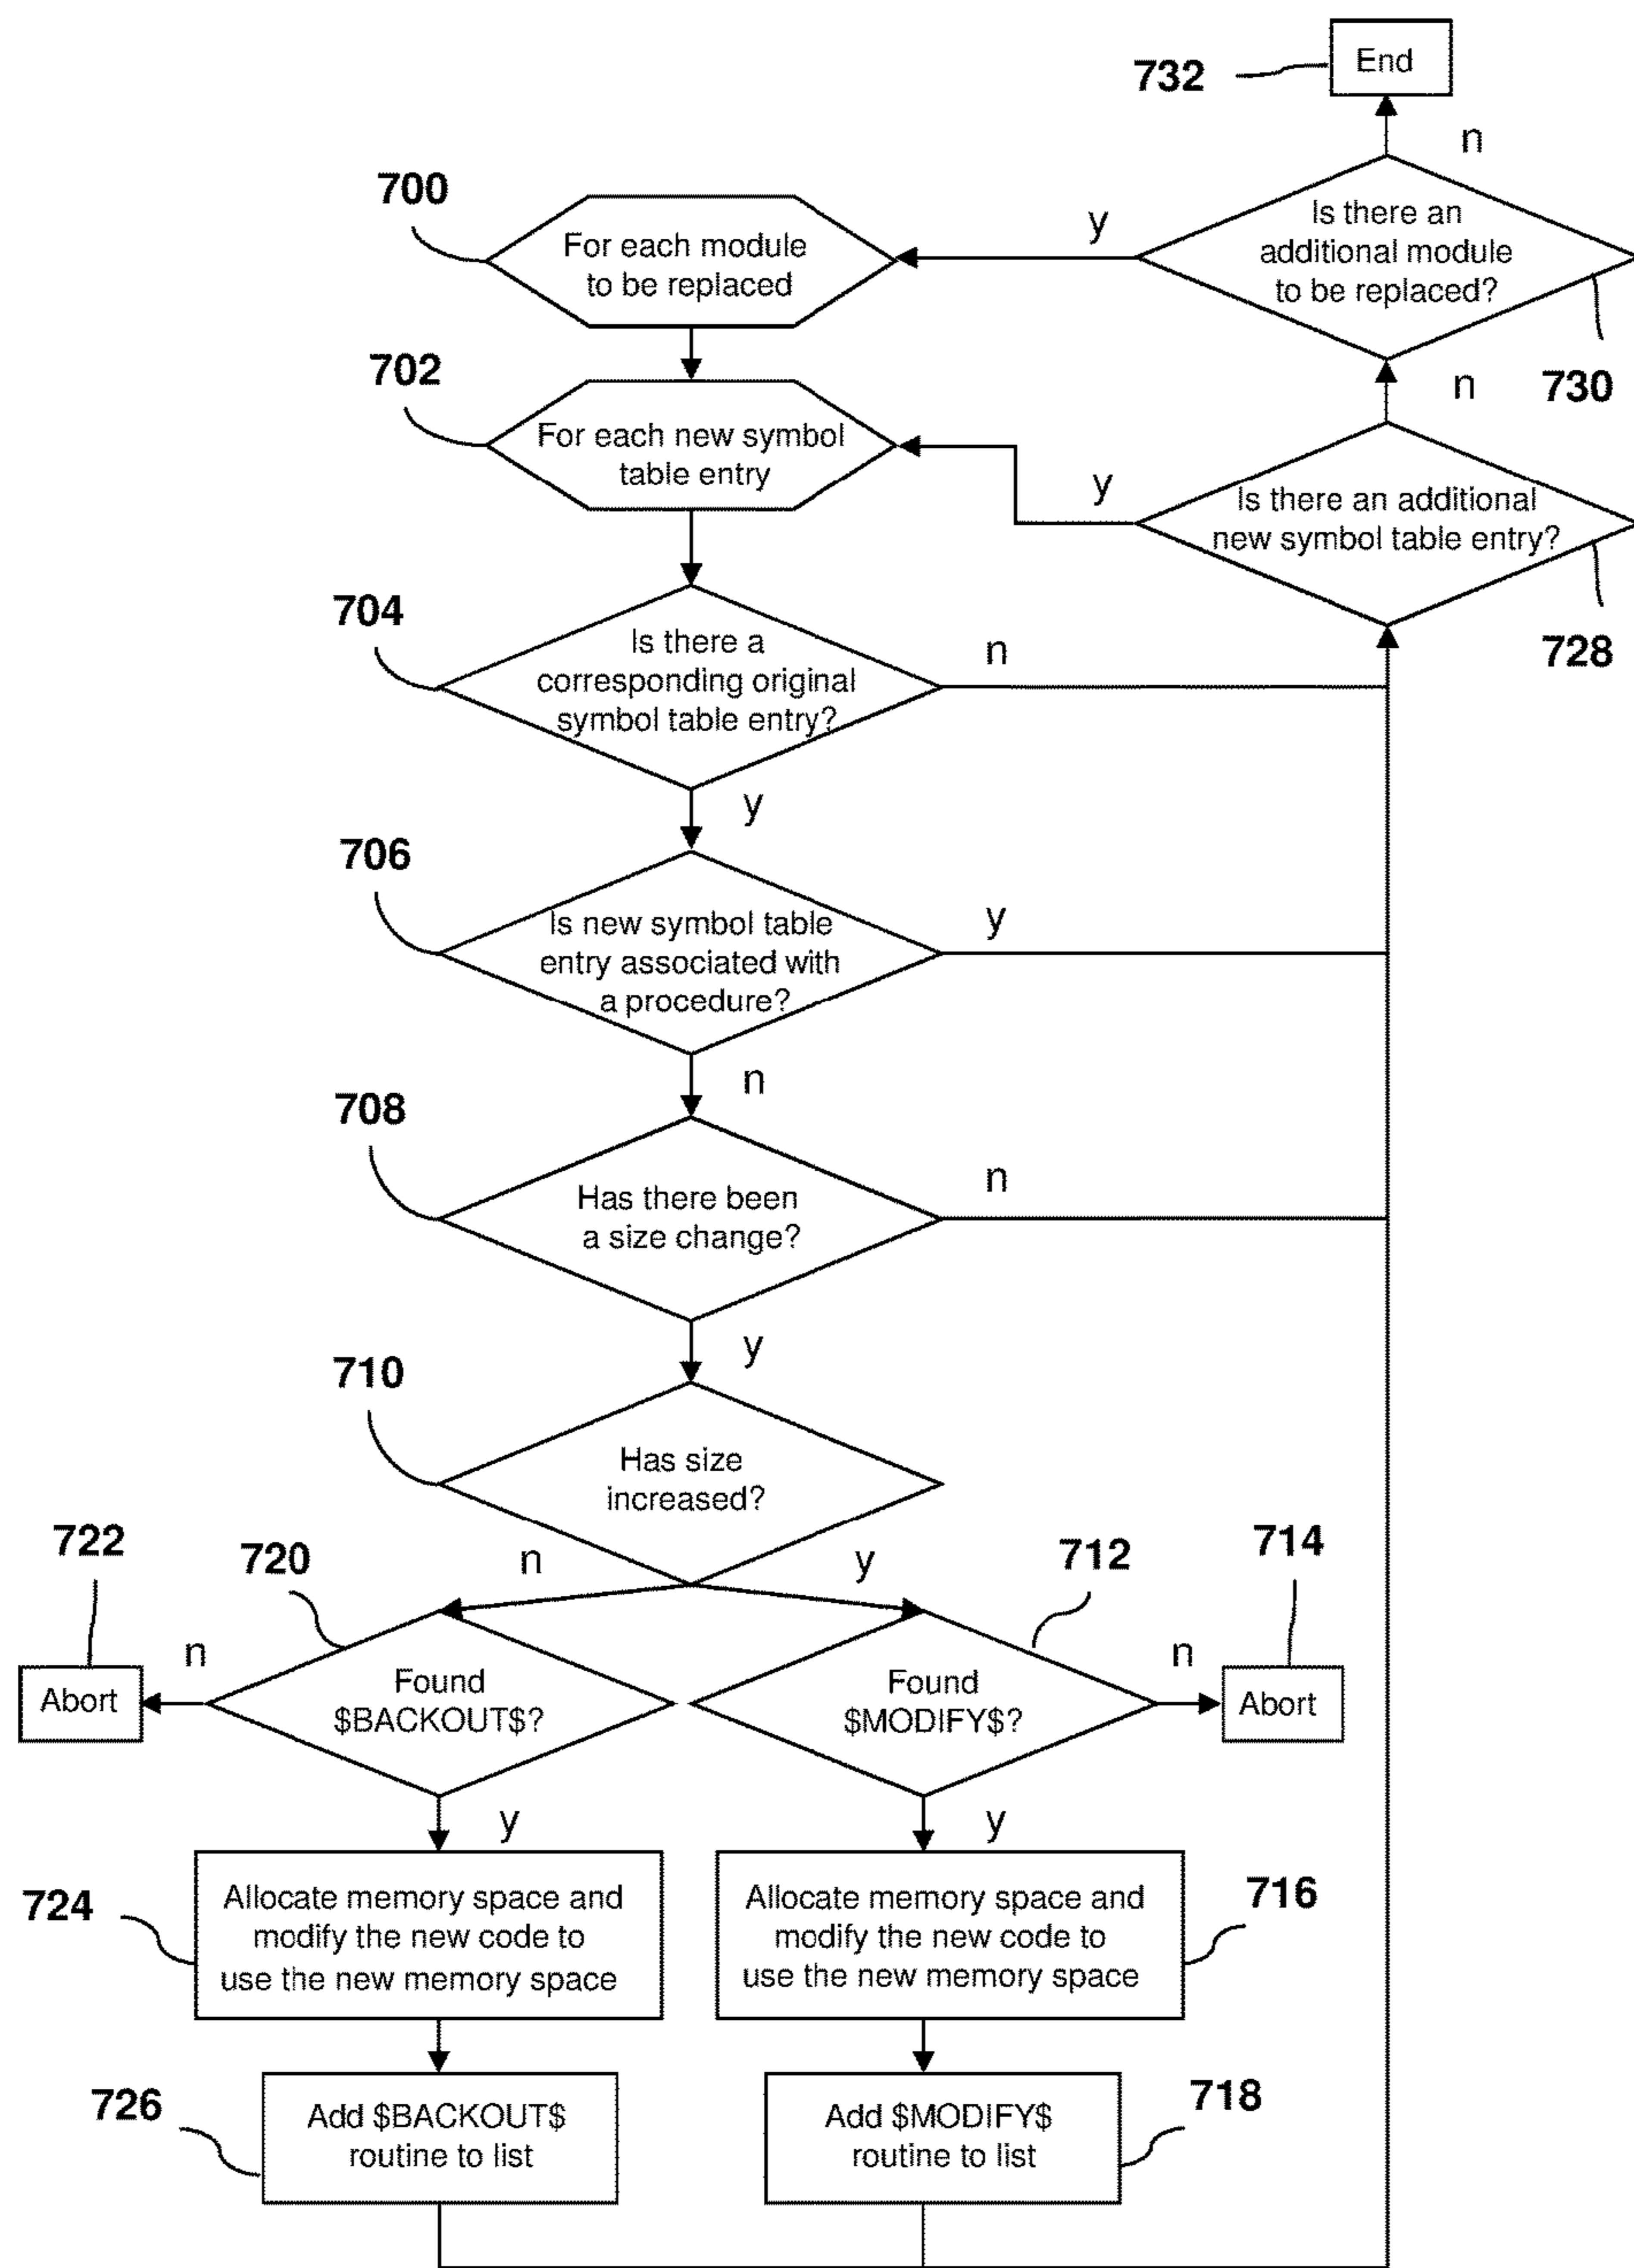 732
End
n
700
For each module
to be replaced
y
Is there an
additional module
to be replaced?
730
702
For each new symbol
table entry
n
y
Is there an additional
new symbol table entry?
728
704
Is there a
corresponding original
symbol table entry?
n
y
706
Is new symbol table
entry associated with
a procedure?
y
n
708
Has there been
a size change?
n
y
710
Has size
increased?
n
y
722
720
712
714
Abort
n
Found
$BACKOUT$?
Found
$MODIFY$?
n
Abort
y
y
724
Allocate memory space and
modify the new code to
use the new memory space
Allocate memory space and
modify the new code to
use the new memory space
716
726
Add $BACKOUT$
routine to list
Add $MODIFY$
routine to list
718